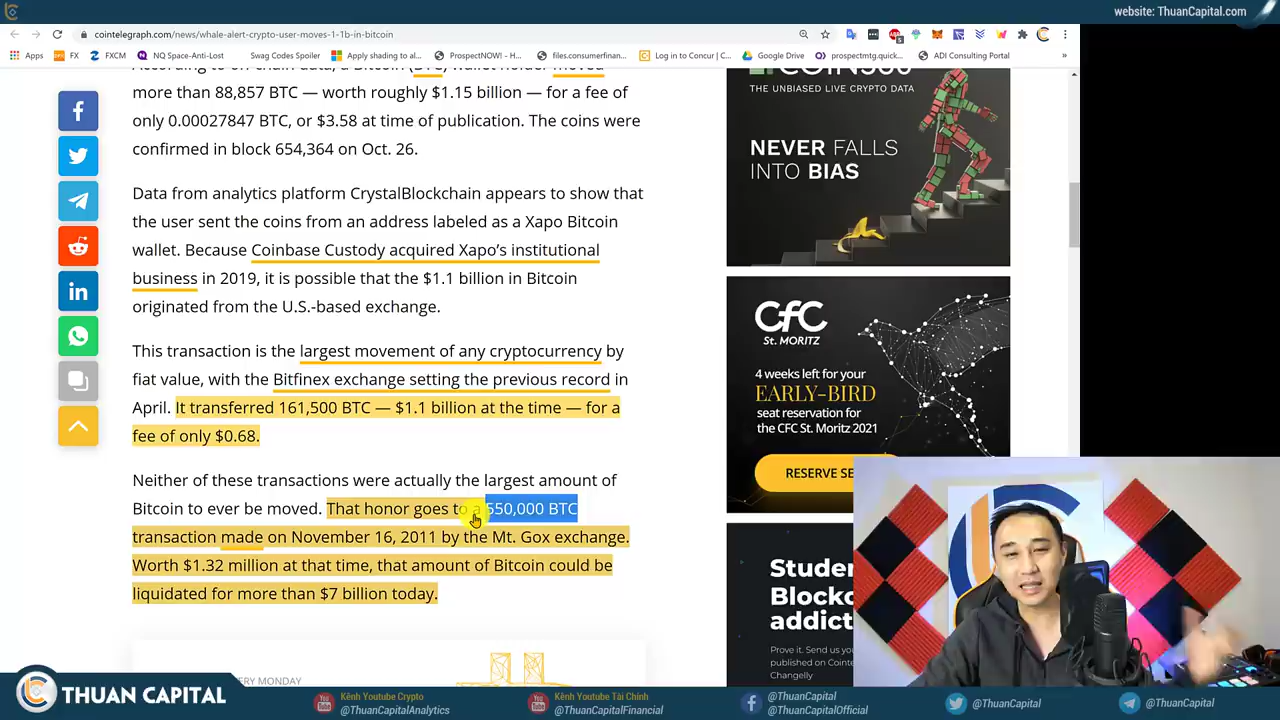 website: ThuanCapital.com
cointelegraph.com/news/whale-alert-crypto-user-moves-1-1b-in-bitcoin
Apps
FX
FXCM
NQ Space-Anti-Lost
Swag Codes Spoiler
Apply shading to al...
ProspectNOW! – H...
files.consumerfinan...
Log in to Concur | C...
Google Drive
prospectmtg.quick...
ADI Consulting Portal
»
more than 88,857 BTC — worth roughly $1.15 billion — for a fee of
only 0.00027847 BTC, or $3.58 at time of publication. The coins were
confirmed in block 654,364 on Oct. 26.
Data from analytics platform CrystalBlockchain appears to show that
the user sent the coins from an address labeled as a Xapo Bitcoin
wallet. Because Coinbase Custody acquired Xapo's institutional
business in 2019, it is possible that the $1.1 billion in Bitcoin
originated from the U.S.-based exchange.
This transaction is the largest movement of any cryptocurrency by
fiat value, with the Bitfinex exchange setting the previous record in
April. It transferred 161,500 BTC — $1.1 billion at the time — for a
fee of only $0.68.
Neither of these transactions were actually the largest amount of
Bitcoin to ever be moved. That honor goes to a 550,000 BTC
transaction made on November 16, 2011 by the Mt. Gox exchange.
Worth $1.32 million at that time, that amount of Bitcoin could be
liquidated for more than $7 billion today.
ERY MONDAY
THE UNBIASED LIVE CRYPTO DATA
NEVER FALLS
INTO BIAS
CfC
St. MORITZ
4 weeks left for your
EARLY-BIRD
seat reservation for
the CFC St. Moritz 2021
RESERVE SE
Studen
Blockc
addict
Prove it. Send us you
published on Cointe
Changelly
THUAN CAPITAL
Kênh Youtube Crypto
@ThuanCapitalAnalytics
Kênh Youtube Tài Chính
@ThuanCapitalFinancial
@ThuanCapital
@ThuanCapitalOfficial
@ThuanCapital
@ThuanCapital